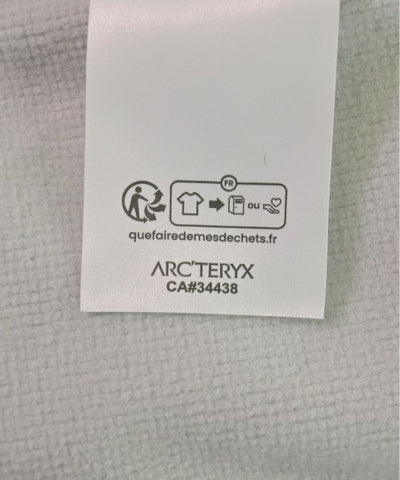 FR
ou
quefairedemesdechets.fr
ARC'TERYX
CA#34438